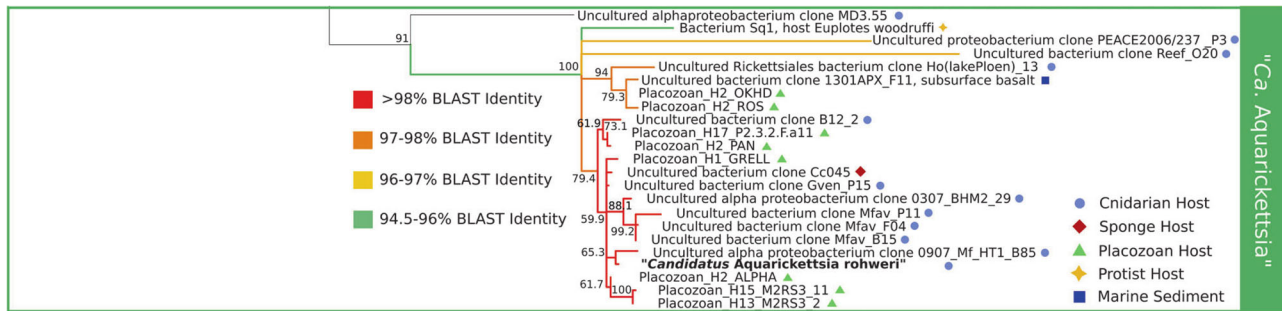 Uncultured alphaproteobacterium clone MD3.55
91
Bacterium Sq1, host Euplotes woodruffi
Uncultured proteobacterium clone PEACE2006/237 _P3
100
Uncultured bacterium clone Reef_O20
Uncultured Rickettsiales bacterium clone Ho(lakePloen)_13
94
Uncultured bacterium clone 1301APX_F11, subsurface basalt
79.3
Placozoan_H2_OKHD
Placozoan_H2_ROS
Uncultured bacterium clone B12_2
61.9
73.1
Placozoan_H17_P2.3.2.F.a11
Placozoan_H2_PAN
Placozoan_H1_GRELL
Uncultured bacterium clone Cc045
79.4
Uncultured bacterium clone Gven_P15
Uncultured alpha proteobacterium clone 0307_BHM2_29
88.1
Uncultured bacterium clone Mfav_P11
59.9
Uncultured bacterium clone Mfav_F04
99.2
Uncultured bacterium clone Mfav_B15
65.3
Uncultured alpha proteobacterium clone 0907_Mf_HT1_B85
"Candidatus Aquarickettsia rohweri"
Placozoan_H2_ALPHA
61.7
100
Placozoan_H15_M2RS3_11
Placozoan_H13_M2RS3_2
>98% BLAST Identity
97-98% BLAST Identity
96-97% BLAST Identity
94.5-96% BLAST Identity
Cnidarian Host
Sponge Host
Placozoan Host
Protist Host
Marine Sediment
"Ca. Aquarickettsia"